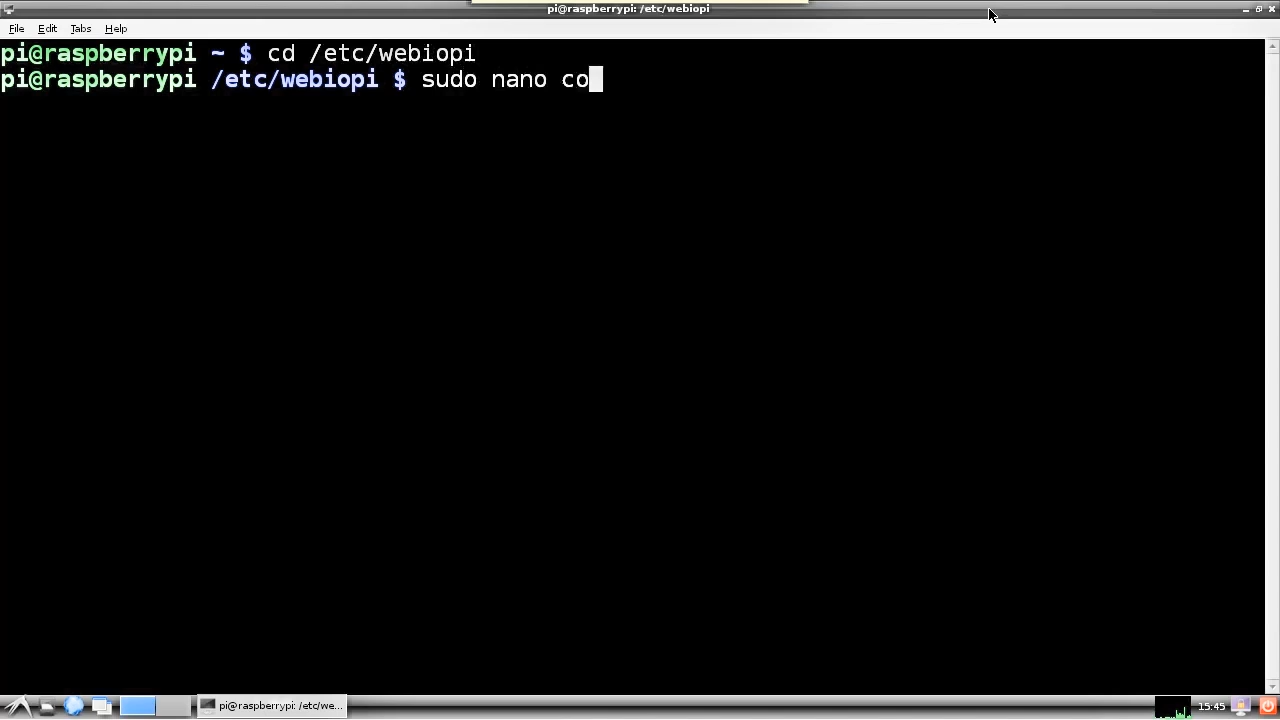 pi@raspberrypi: /etc/webiopi
File Edit Tabs Help
pi@raspberrypi ~ $ cd /etc/webiopi
pi@raspberrypi /etc/webiopi $ sudo nano co
pi@raspberrypi: /etc/we...
15:45